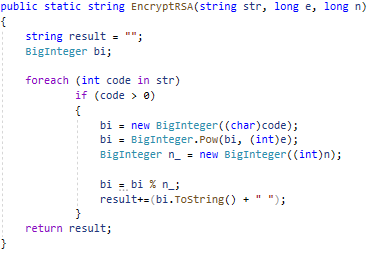 public static string EncryptRSA(string str, long e, long n)
{
string result = "";
BigInteger bi;
foreach (int code in str)
if (code > 0)
{
bi = new BigInteger((char)code);
bi = BigInteger.Pow(bi, (int)e);
BigInteger n_ = new BigInteger((int)n);
bi = bi % n_;
result+=(bi.ToString() + " ");
}
return result;
}